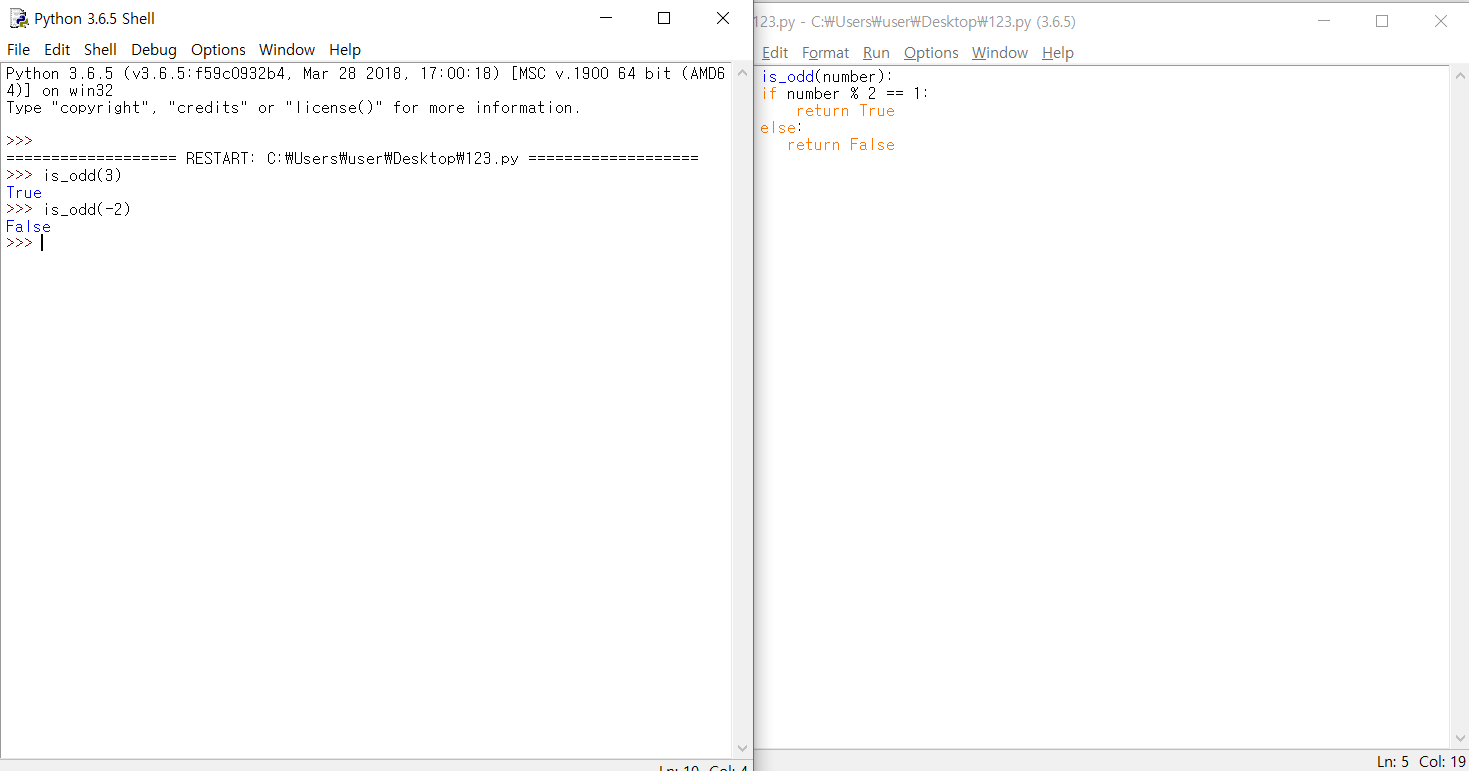 Python 3.6.5 Shell
File Edit Shell Debug Options Window Help
Python 3.6.5 (v3.6.5:f59c0932b4, Mar 28 2018, 17:00:18) [MSC v.1900 64 bit (AMD6
4)] on win32
Type "copyright", "credits" or "license()" for more information.
>>>
=================== RESTART: C:₩Users₩user₩Desktop₩123.py ===================
>>> is_odd(3)
True
>>> is_odd(-2)
False
>>>
Ln: 10 Col: 4
123.py - C:₩Users₩user₩Desktop₩123.py (3.6.5)
Edit Format Run Options Window Help
is_odd(number):
if number % 2 == 1:
    return True
else:
   return False
Ln: 5 Col: 19